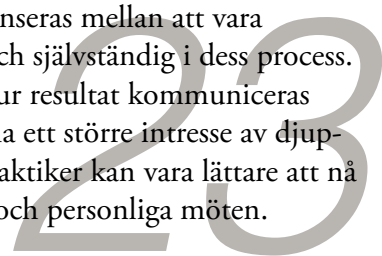 nseras mellan att vara
ch självständig i dess process.
ur resultat kommuniceras
a ett större intresse av djup-
aktiker kan vara lättare att nå
och personliga möten.
23